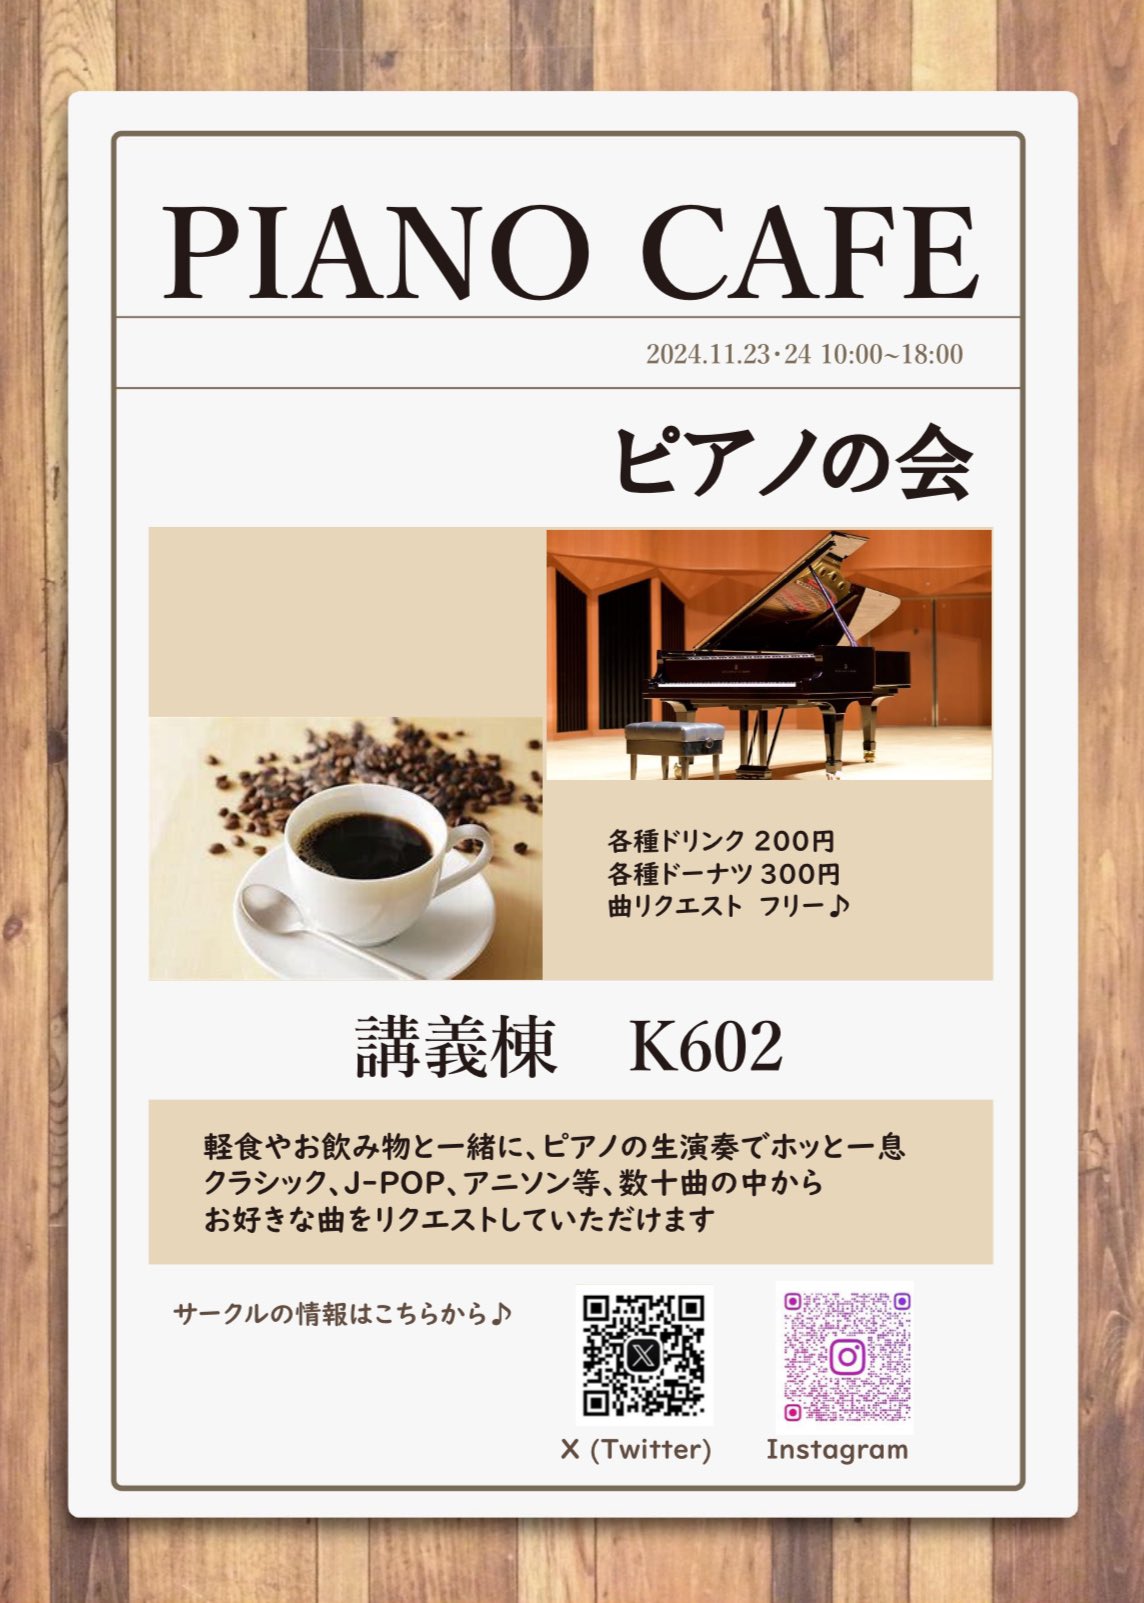 PIANO CAFE
2024.11.23・24 10:00~18:00
ピアノの会
各種ドリンク 200円
各種ドーナツ 300円
曲リクエスト フリー♪
講義棟 K602
軽食やお飲み物と一緒に、ピアノの生演奏でホッと一息
クラシック、J-POP、アニソン等、数十曲の中から
お好きな曲をリクエストしていただけます
サークルの情報はこちらから♪
X (Twitter) Instagram